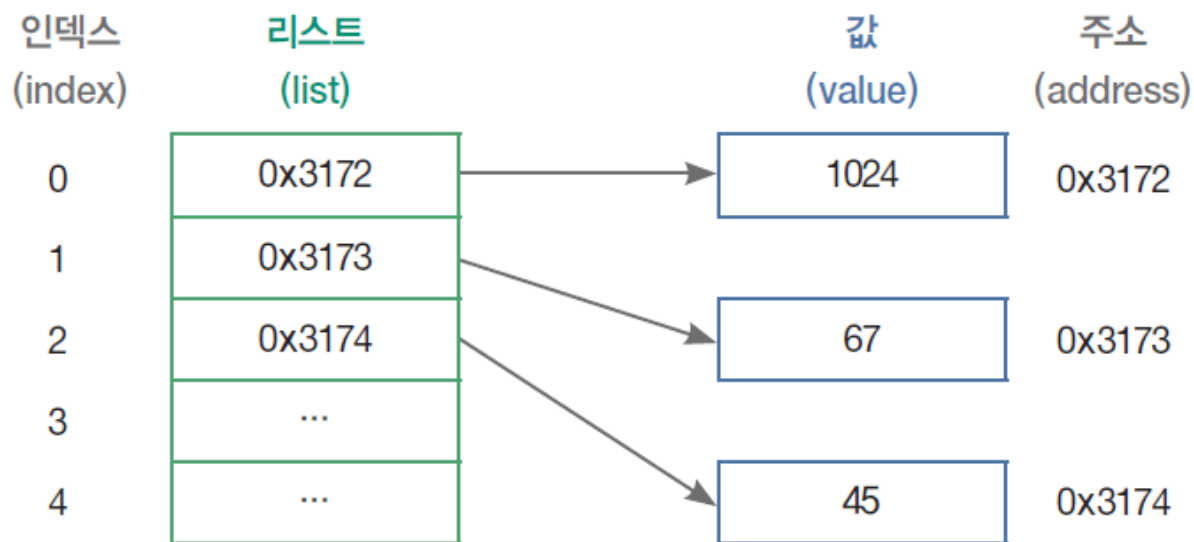 인덱스 리스트 값 주소
(index) (list) (value) (address)
0 0x3172 1024 0x3172
1 0x3173
2 0x3174 67 0x3173
3 ...
4 ... 45 0x3174